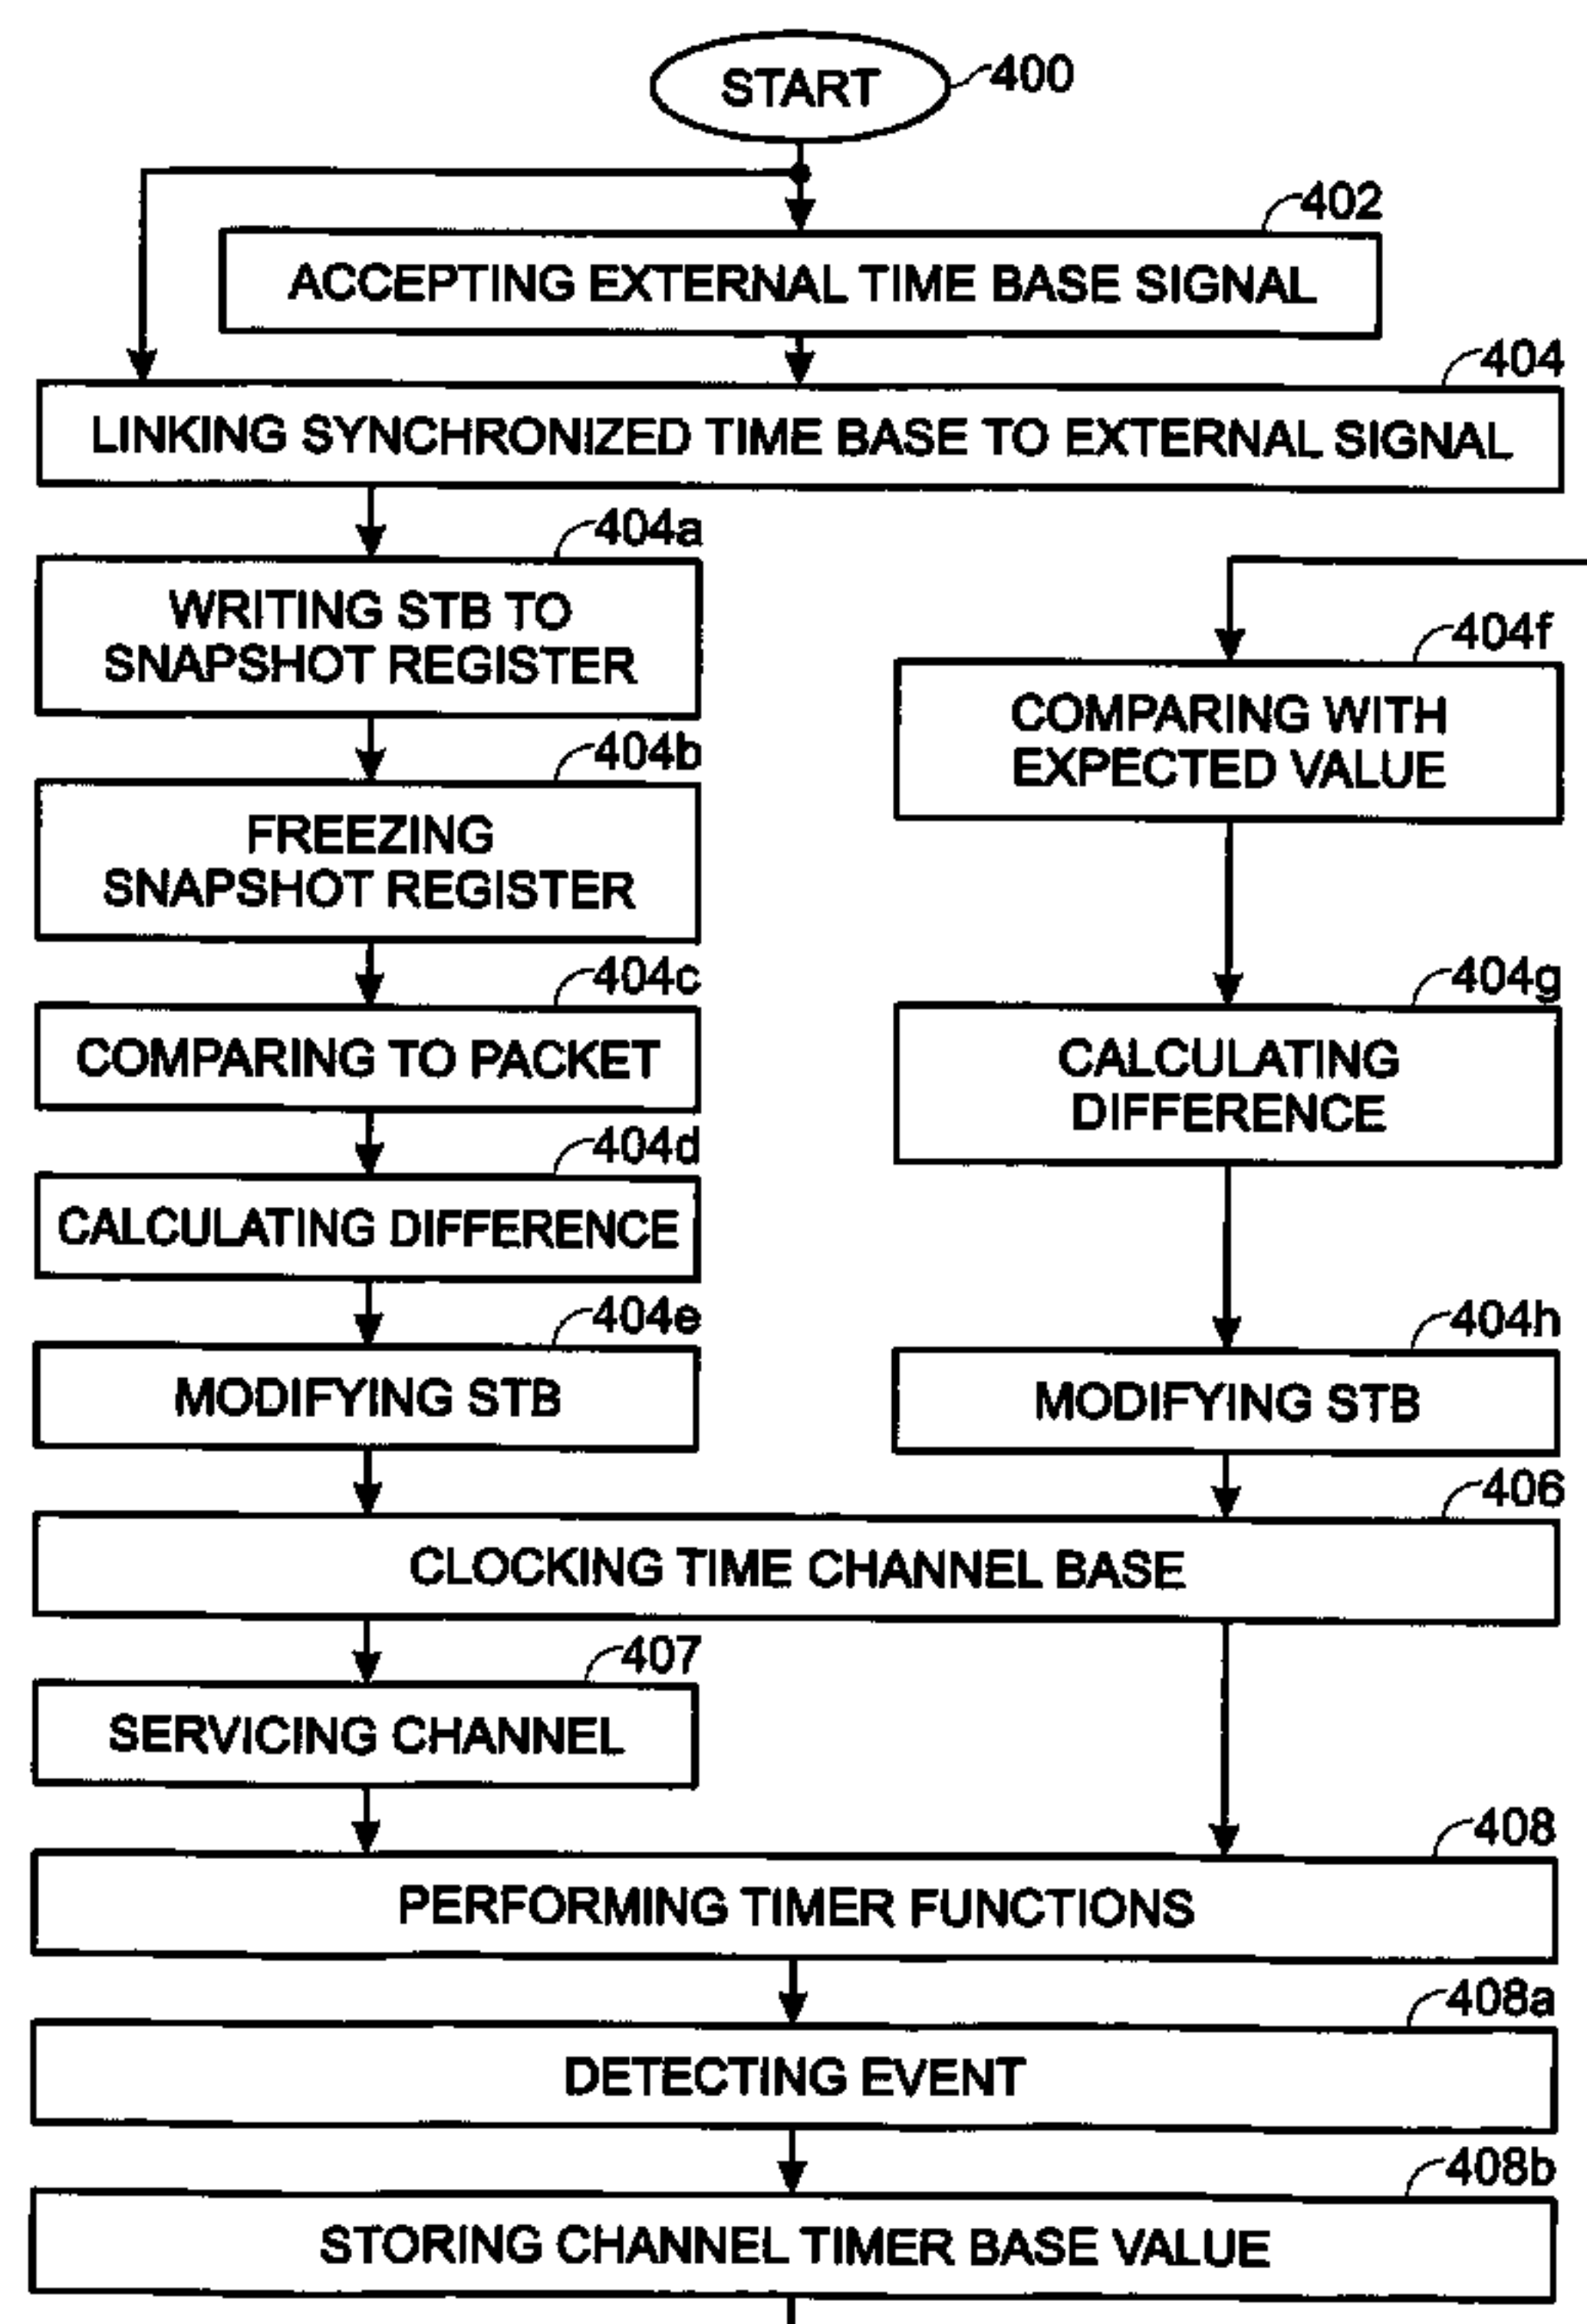 START
400
402
ACCEPTING EXTERNAL TIME BASE SIGNAL
404
LINKING SYNCHRONIZED TIME BASE TO EXTERNAL SIGNAL
404a
WRITING STB TO
SNAPSHOT REGISTER
404b
FREEZING
SNAPSHOT REGISTER
404c
COMPARING TO PACKET
404d
CALCULATING DIFFERENCE
404e
MODIFYING STB
404f
COMPARING WITH
EXPECTED VALUE
404g
CALCULATING
DIFFERENCE
404h
MODIFYING STB
406
CLOCKING TIME CHANNEL BASE
407
SERVICING CHANNEL
408
PERFORMING TIMER FUNCTIONS
408a
DETECTING EVENT
408b
STORING CHANNEL TIMER BASE VALUE